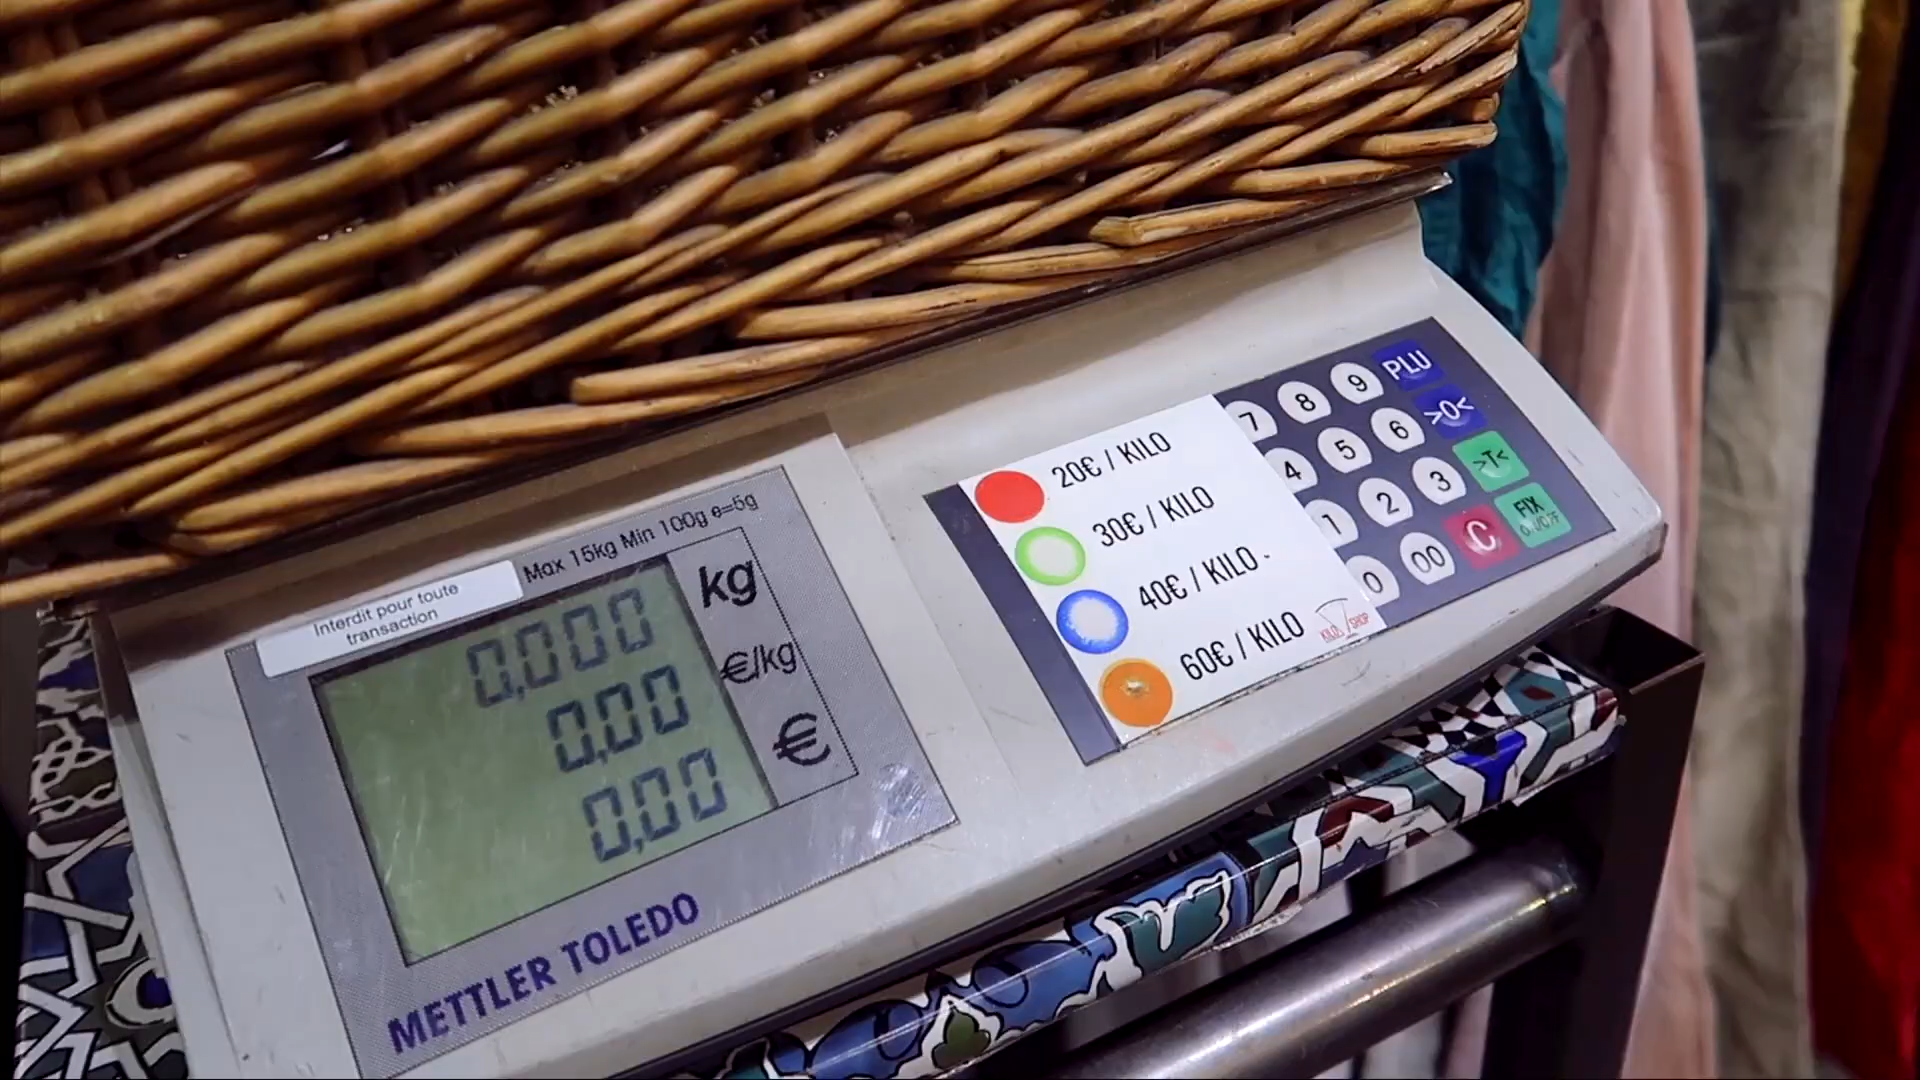 Max 15kg Min 100g e=5g
Interdit pour toute
transaction
0,000 kg
0,00 €/kg
0,00 €
METTLER TOLEDO
20€ / KILO
30€ / KILO
40€ / KILO
60€ / KILO
KILO SHOP
7 8 9 PLU
4 5 6 >0<
1 2 3 >T<
0 00 C FIX